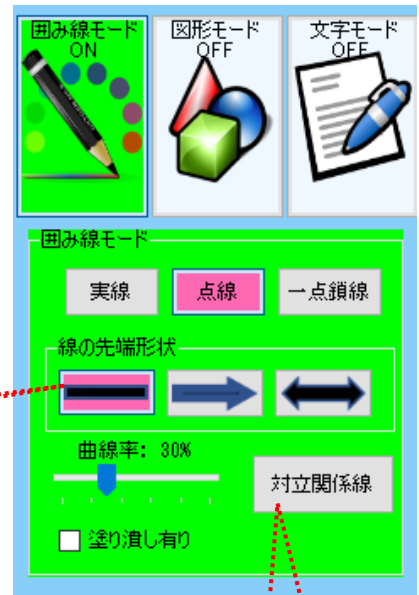 囲み線モード
ON
図形モード
OFF
文字モード
OFF
囲み線モード
実線
点線
一点鎖線
線の先端形状
曲線率: 30%
対立関係線
塗り潰し有り